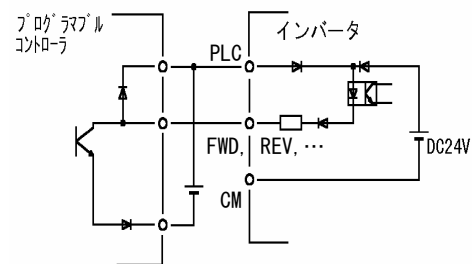 プログラマブル
コントローラ
インバータ
PLC
FWD, REV, …
DC24V
CM